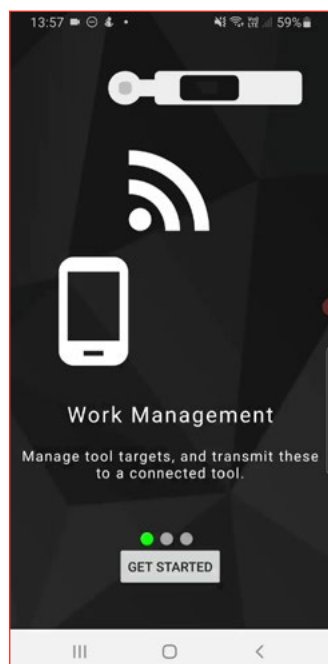 13:57 59%
Work Management
Manage tool targets, and transmit these
to a connected tool.
GET STARTED